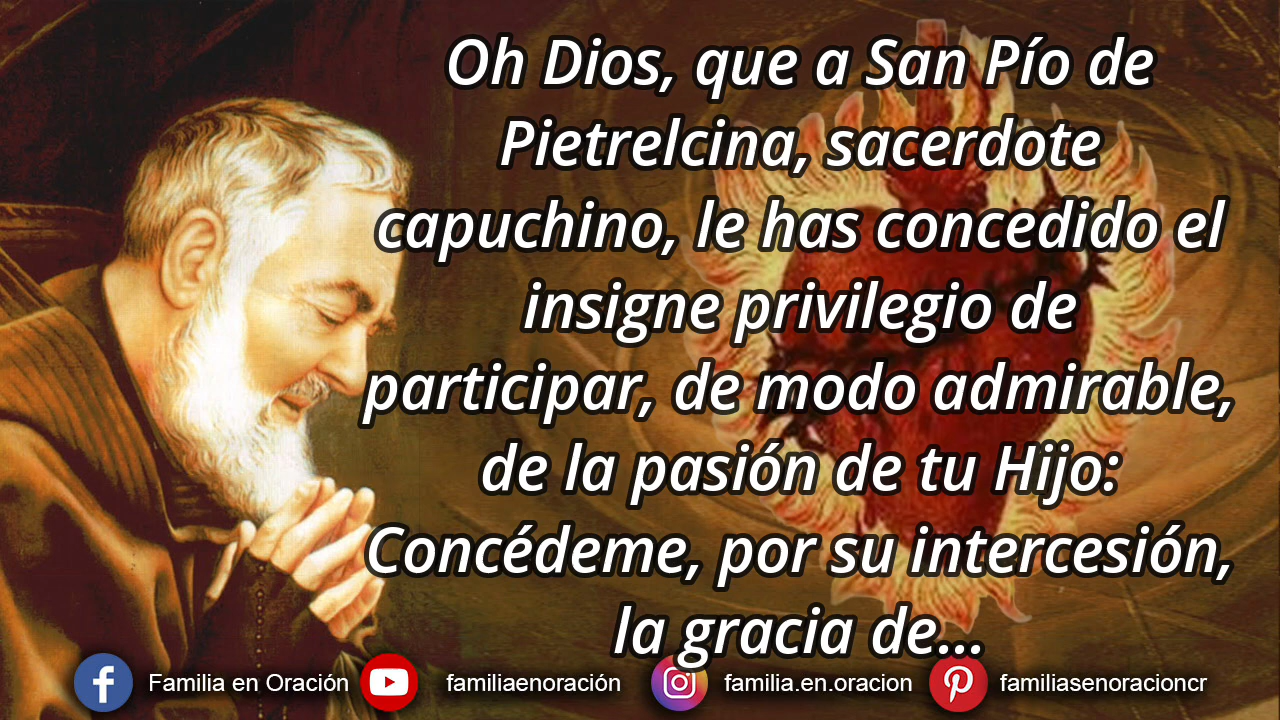 Oh Dios, que a San Pío de
Pietrelcina, sacerdote
capuchino, le has concedido el
insigne privilegio de
participar, de modo admirable,
de la pasión de tu Hijo:
Concédeme, por su intercesión,
la gracia de...
Familia en Oración familiaenoración familia.en.oracion familiasenoracioncr